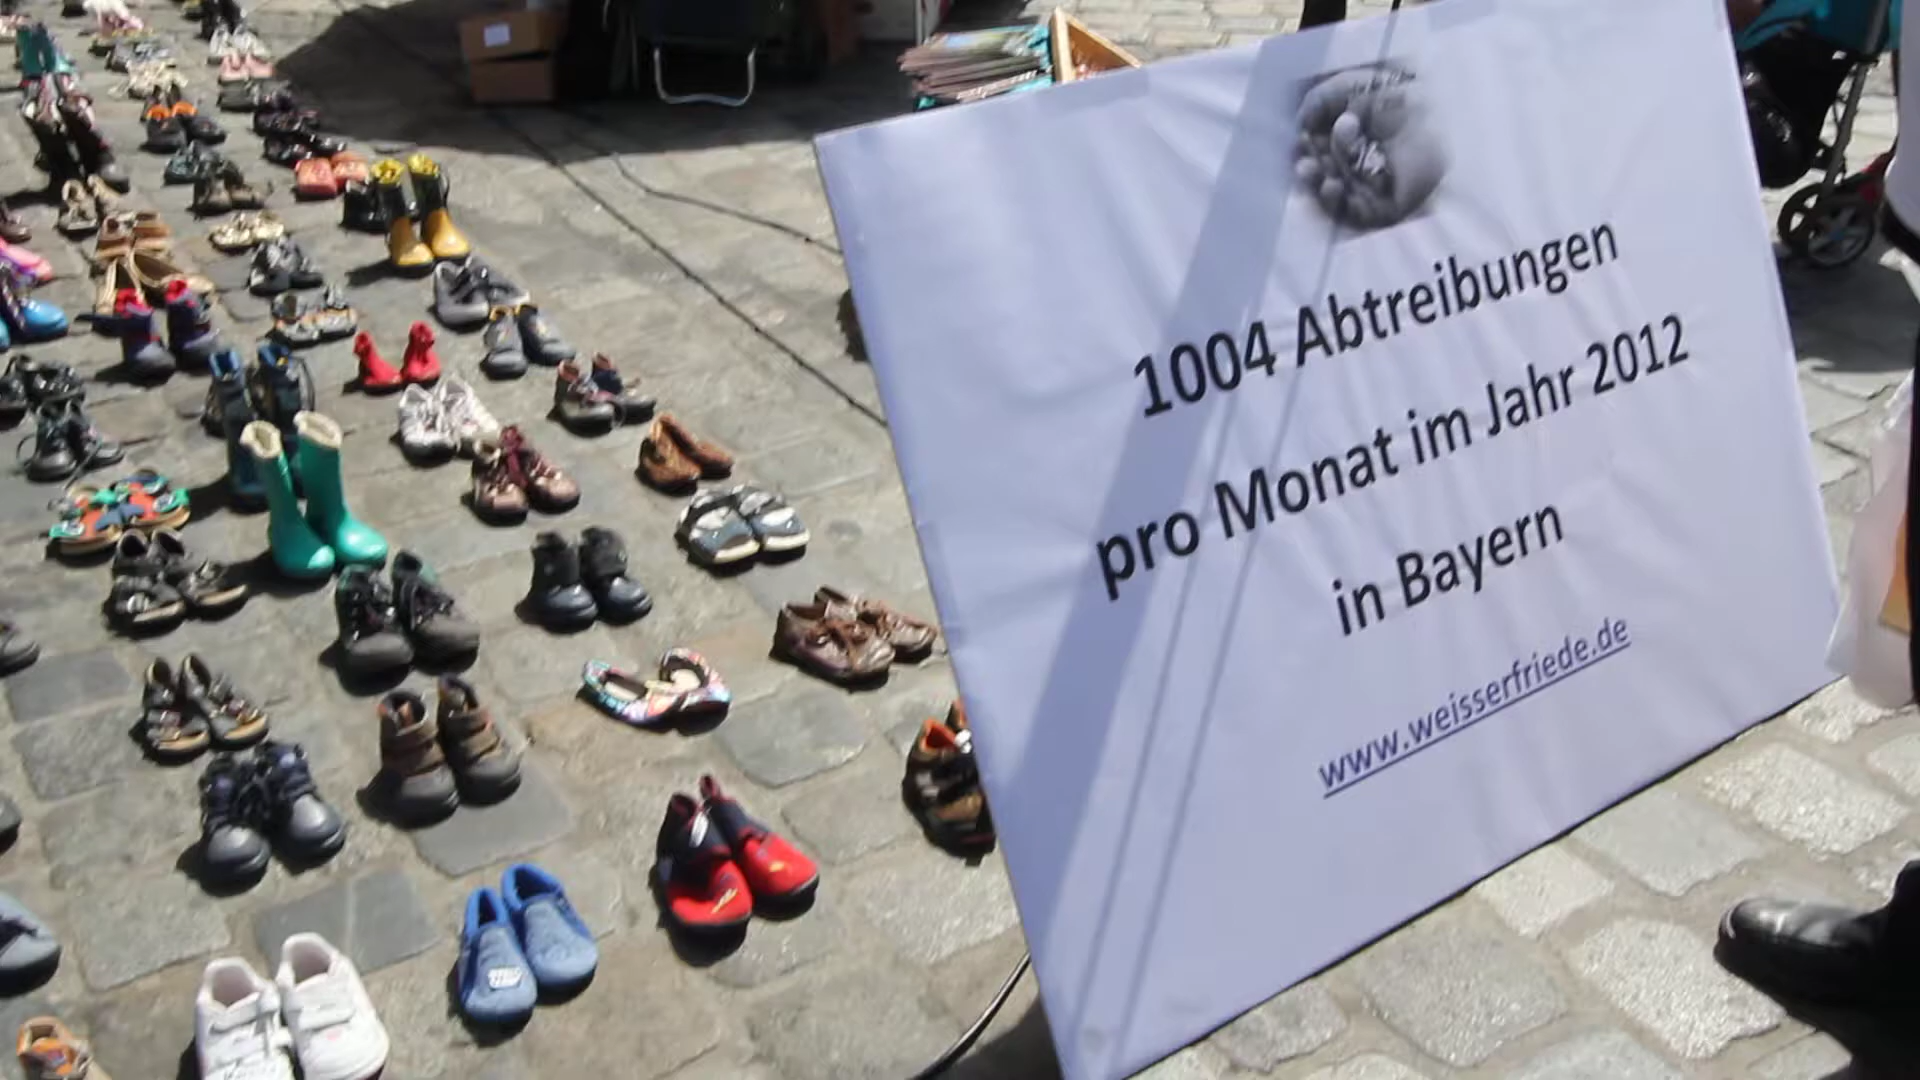 1004 Abtreibungen
pro Monat im Jahr 2012
in Bayern
www.weisserfriede.de